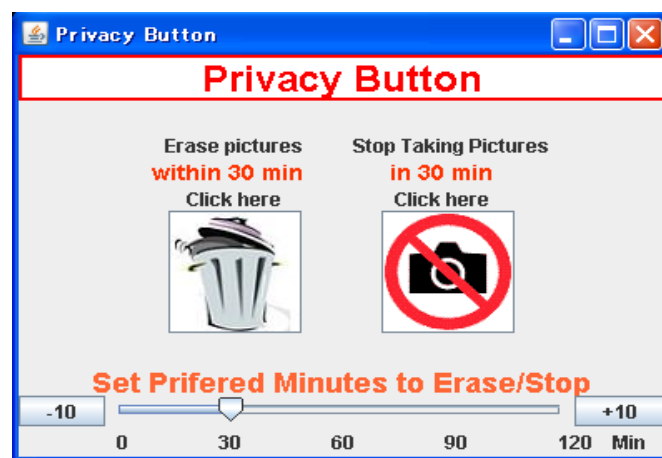 Privacy Button
Privacy Button
Erase pictures
within 30 min
Click here
Stop Taking Pictures
in 30 min
Click here
Set Prifered Minutes to Erase/Stop
-10
+10
0 30 60 90 120 Min